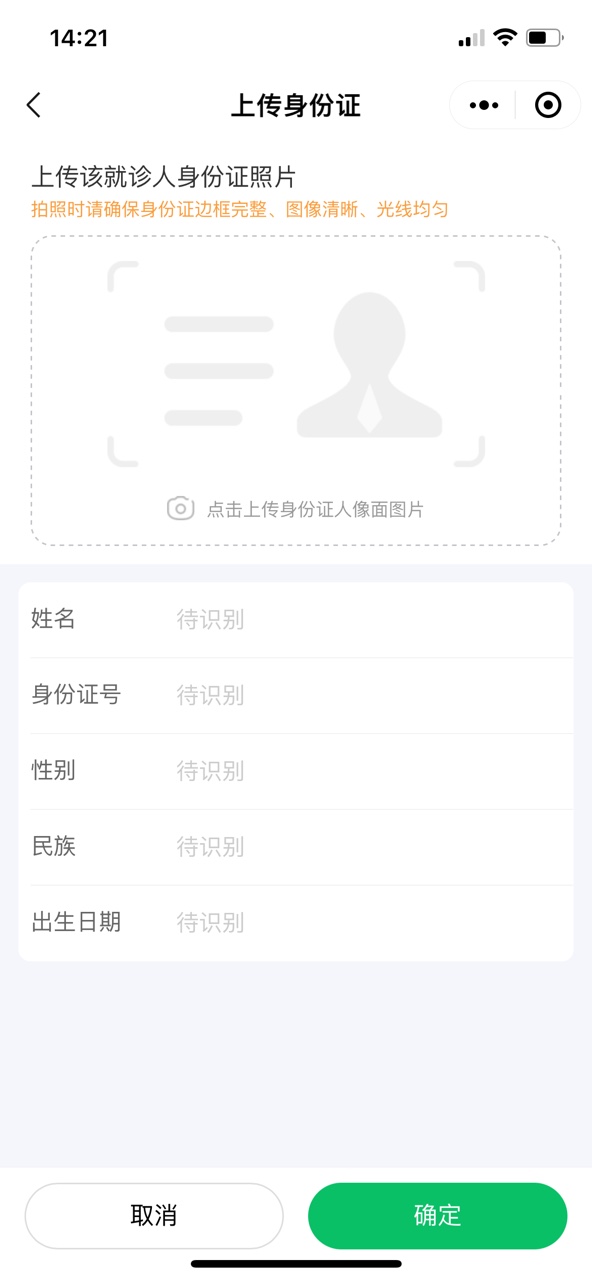 14:21
上传身份证
上传该就诊人身份证照片
拍照时请确保身份证边框完整、图像清晰、光线均匀
点击上传身份证人像面图片
姓名 待识别
身份证号 待识别
性别 待识别
民族 待识别
出生日期 待识别
取消 确定